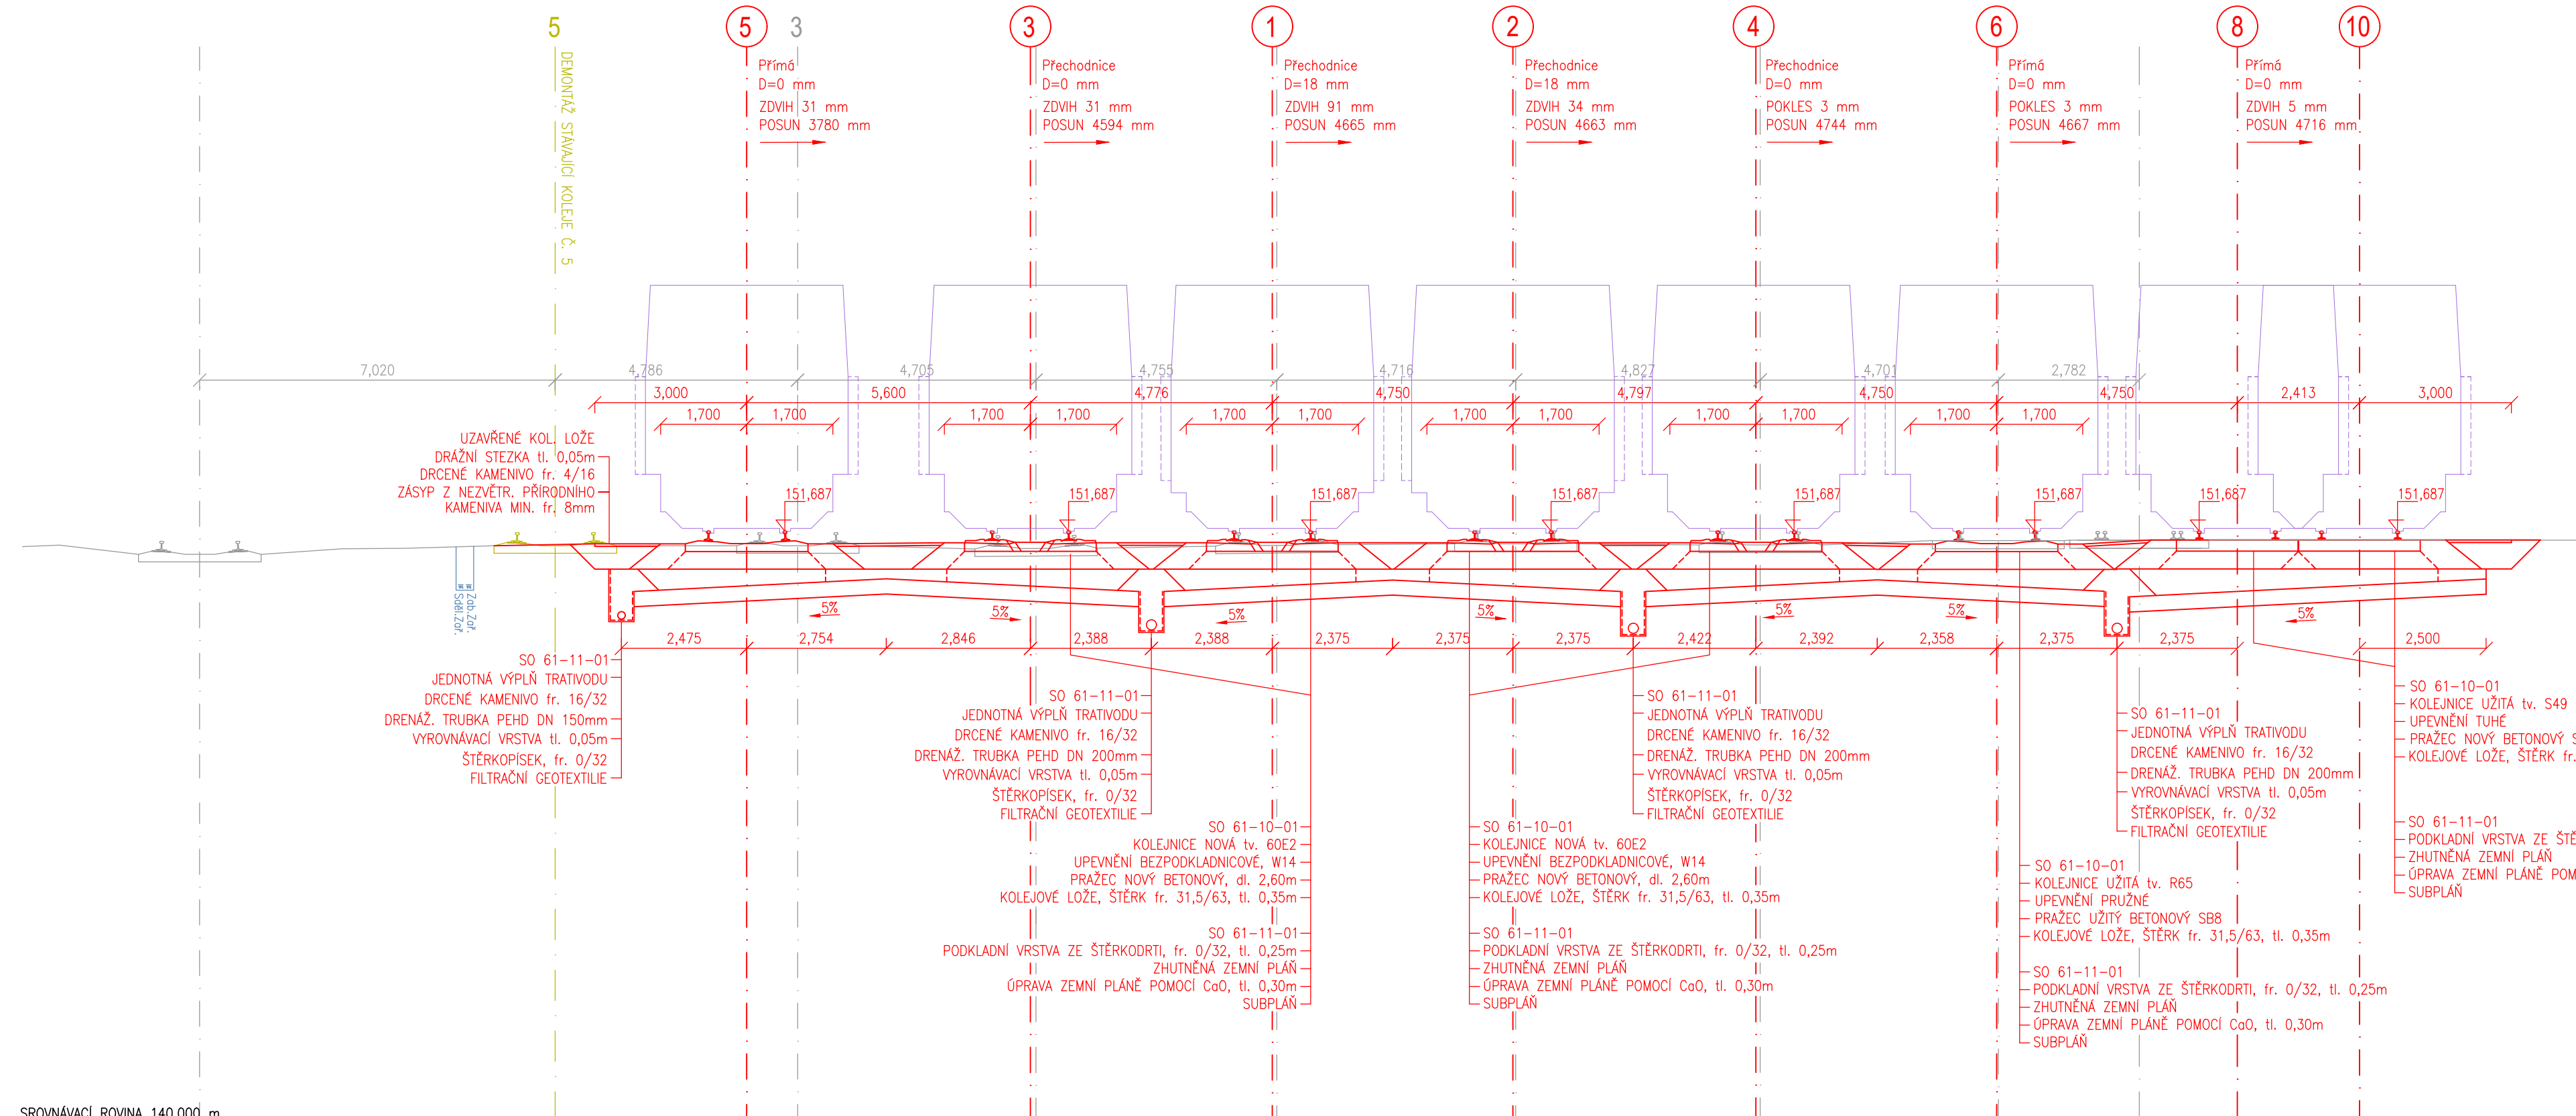 5
5
3
3
1
2
4
6
8
10
DEMONTÁŽ STÁVAJÍCÍ KOLEJE Č. 5
Přímá
D=0 mm
ZDVIH 31 mm
POSUN 3780 mm
Přechodnice
D=0 mm
ZDVIH 31 mm
POSUN 4594 mm
Přechodnice
D=18 mm
ZDVIH 91 mm
POSUN 4665 mm
Přechodnice
D=18 mm
ZDVIH 34 mm
POSUN 4663 mm
Přechodnice
D=0 mm
POKLES 3 mm
POSUN 4744 mm
Přímá
D=0 mm
POKLES 3 mm
POSUN 4667 mm
Přímá
D=0 mm
ZDVIH 5 mm
POSUN 4716 mm
7,020
4,786
4,705
4,755
4,716
4,827
4,701
2,782
3,000
5,600
4,776
4,750
4,797
4,750
4,750
2,413
3,000
1,700
1,700
1,700
1,700
1,700
1,700
1,700
1,700
1,700
1,700
1,700
1,700
UZAVŘENÉ KOL. LOŽE
DRÁŽNÍ STEZKA tl. 0,05m
DRCENÉ KAMENIVO fr. 4/16
ZÁSYP Z NEZVĚTR. PŘÍRODNÍHO
KAMENIVA MIN. fr. 8mm
151,687
151,687
151,687
151,687
151,687
151,687
151,687
151,687
Zab.Zař.
Sděl.Zař.
5%
5%
5%
5%
5%
5%
5%
2,475
2,754
2,846
2,388
2,388
2,375
2,375
2,375
2,422
2,392
2,358
2,375
2,375
2,500
SO 61-11-01
JEDNOTNÁ VÝPLŇ TRATIVODU
DRCENÉ KAMENIVO fr. 16/32
DRENÁŽ. TRUBKA PEHD DN 150mm
VYROVNÁVACÍ VRSTVA tl. 0,05m
ŠTĚRKOPÍSEK, fr. 0/32
FILTRAČNÍ GEOTEXTILIE
SO 61-11-01
JEDNOTNÁ VÝPLŇ TRATIVODU
DRCENÉ KAMENIVO fr. 16/32
DRENÁŽ. TRUBKA PEHD DN 200mm
VYROVNÁVACÍ VRSTVA tl. 0,05m
ŠTĚRKOPÍSEK, fr. 0/32
FILTRAČNÍ GEOTEXTILIE
SO 61-10-01
KOLEJNICE NOVÁ tv. 60E2
UPEVNĚNÍ BEZPODKLADNICOVÉ, W14
PRAŽEC NOVÝ BETONOVÝ, dl. 2,60m
KOLEJOVÉ LOŽE, ŠTĚRK fr. 31,5/63, tl. 0,35m
SO 61-11-01
PODKLADNÍ VRSTVA ZE ŠTĚRKODRTI, fr. 0/32, tl. 0,25m
ZHUTNĚNÁ ZEMNÍ PLÁŇ
ÚPRAVA ZEMNÍ PLÁNĚ POMOCÍ CaO, tl. 0,30m
SUBPLÁŇ
SO 61-10-01
KOLEJNICE NOVÁ tv. 60E2
UPEVNĚNÍ BEZPODKLADNICOVÉ, W14
PRAŽEC NOVÝ BETONOVÝ, dl. 2,60m
KOLEJOVÉ LOŽE, ŠTĚRK fr. 31,5/63, tl. 0,35m
SO 61-11-01
PODKLADNÍ VRSTVA ZE ŠTĚRKODRTI, fr. 0/32, tl. 0,25m
ZHUTNĚNÁ ZEMNÍ PLÁŇ
ÚPRAVA ZEMNÍ PLÁNĚ POMOCÍ CaO, tl. 0,30m
SUBPLÁŇ
SO 61-11-01
JEDNOTNÁ VÝPLŇ TRATIVODU
DRCENÉ KAMENIVO fr. 16/32
DRENÁŽ. TRUBKA PEHD DN 200mm
VYROVNÁVACÍ VRSTVA tl. 0,05m
ŠTĚRKOPÍSEK, fr. 0/32
FILTRAČNÍ GEOTEXTILIE
SO 61-11-01
JEDNOTNÁ VÝPLŇ TRATIVODU
DRCENÉ KAMENIVO fr. 16/32
DRENÁŽ. TRUBKA PEHD DN 200mm
VYROVNÁVACÍ VRSTVA tl. 0,05m
ŠTĚRKOPÍSEK, fr. 0/32
FILTRAČNÍ GEOTEXTILIE
SO 61-10-01
KOLEJNICE UŽITÁ tv. R65
UPEVNĚNÍ PRUŽNÉ
PRAŽEC UŽITÝ BETONOVÝ SB8
KOLEJOVÉ LOŽE, ŠTĚRK fr. 31,5/63, tl. 0,35m
SO 61-11-01
PODKLADNÍ VRSTVA ZE ŠTĚRKODRTI, fr. 0/32, tl. 0,25m
ZHUTNĚNÁ ZEMNÍ PLÁŇ
ÚPRAVA ZEMNÍ PLÁNĚ POMOCÍ CaO, tl. 0,30m
SUBPLÁŇ
SO 61-10-01
KOLEJNICE UŽITÁ tv. S49
UPEVNĚNÍ TUHÉ
PRAŽEC NOVÝ BETONOVÝ
KOLEJOVÉ LOŽE, ŠTĚRK fr.
SO 61-11-01
PODKLADNÍ VRSTVA ZE
ZHUTNĚNÁ ZEMNÍ PLÁŇ
ÚPRAVA ZEMNÍ PLÁNĚ
SUBPLÁŇ
SROVNÁVACÍ ROVINA 140,000 m